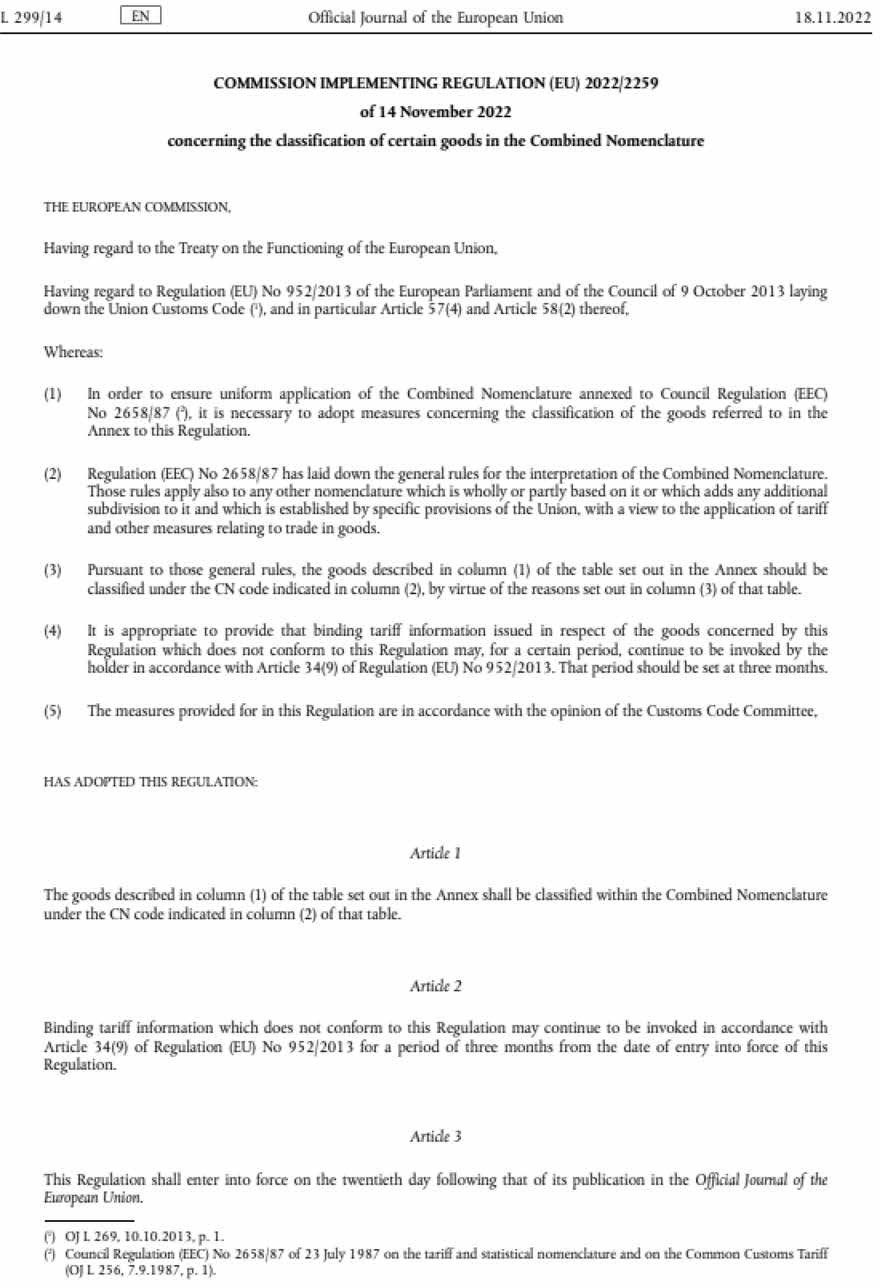 L 299/14 EN Official Journal of the European Union 18.11.2022
COMMISSION IMPLEMENTING REGULATION (EU) 2022/2259
of 14 November 2022
concerning the classification of certain goods in the Combined Nomenclature
THE EUROPEAN COMMISSION,
Having regard to the Treaty on the Functioning of the European Union,
Having regard to Regulation (EU) No 952/2013 of the European Parliament and of the Council of 9 October 2013 laying
down the Union Customs Code (¹), and in particular Article 57(4) and Article 58(2) thereof,
Whereas:
(1) In order to ensure uniform application of the Combined Nomenclature annexed to Council Regulation (EEC)
No 2658/87 (²), it is necessary to adopt measures concerning the classification of the goods referred to in the
Annex to this Regulation.
(2) Regulation (EEC) No 2658/87 has laid down the general rules for the interpretation of the Combined Nomenclature.
Those rules apply also to any other nomenclature which is wholly or partly based on it or which adds any additional
subdivision to it and which is established by specific provisions of the Union, with a view to the application of tariff
and other measures relating to trade in goods.
(3) Pursuant to those general rules, the goods described in column (1) of the table set out in the Annex should be
classified under the CN code indicated in column (2), by virtue of the reasons set out in column (3) of that table.
(4) It is appropriate to provide that binding tariff information issued in respect of the goods concerned by this
Regulation which does not conform to this Regulation may, for a certain period, continue to be invoked by the
holder in accordance with Article 34(9) of Regulation (EU) No 952/2013. That period should be set at three months.
(5) The measures provided for in this Regulation are in accordance with the opinion of the Customs Code Committee,
HAS ADOPTED THIS REGULATION:
Article 1
The goods described in column (1) of the table set out in the Annex shall be classified within the Combined Nomenclature
under the CN code indicated in column (2) of that table.
Article 2
Binding tariff information which does not conform to this Regulation may continue to be invoked in accordance with
Article 34(9) of Regulation (EU) No 952/2013 for a period of three months from the date of entry into force of this
Regulation.
Article 3
This Regulation shall enter into force on the twentieth day following that of its publication in the Official Journal of the
European Union.
(¹) OJ L 269, 10.10.2013, p. 1.
(²) Council Regulation (EEC) No 2658/87 of 23 July 1987 on the tariff and statistical nomenclature and on the Common Customs Tariff
(OJ L 256, 7.9.1987, p. 1).